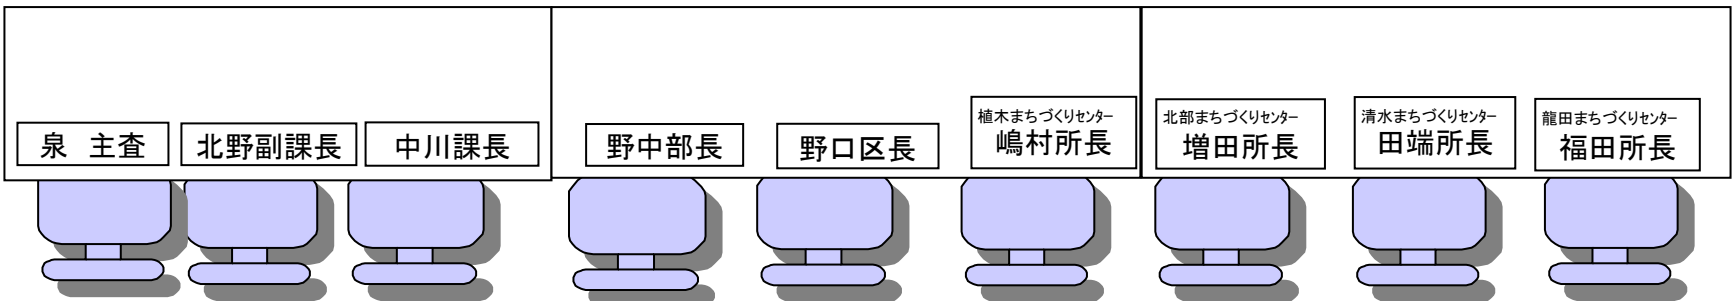 泉　主査
北野副課長
中川課長
野中部長
野口区長
植木まちづくりセンター
嶋村所長
北部まちづくりセンター
増田所長
清水まちづくりセンター
田端所長
龍田まちづくりセンター
福田所長